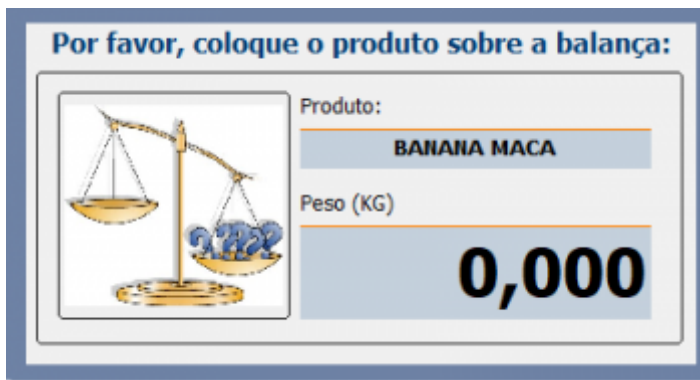 Por favor, coloque o produto sobre a balança:
Produto:
BANANA MACA
Peso (KG)
0,000